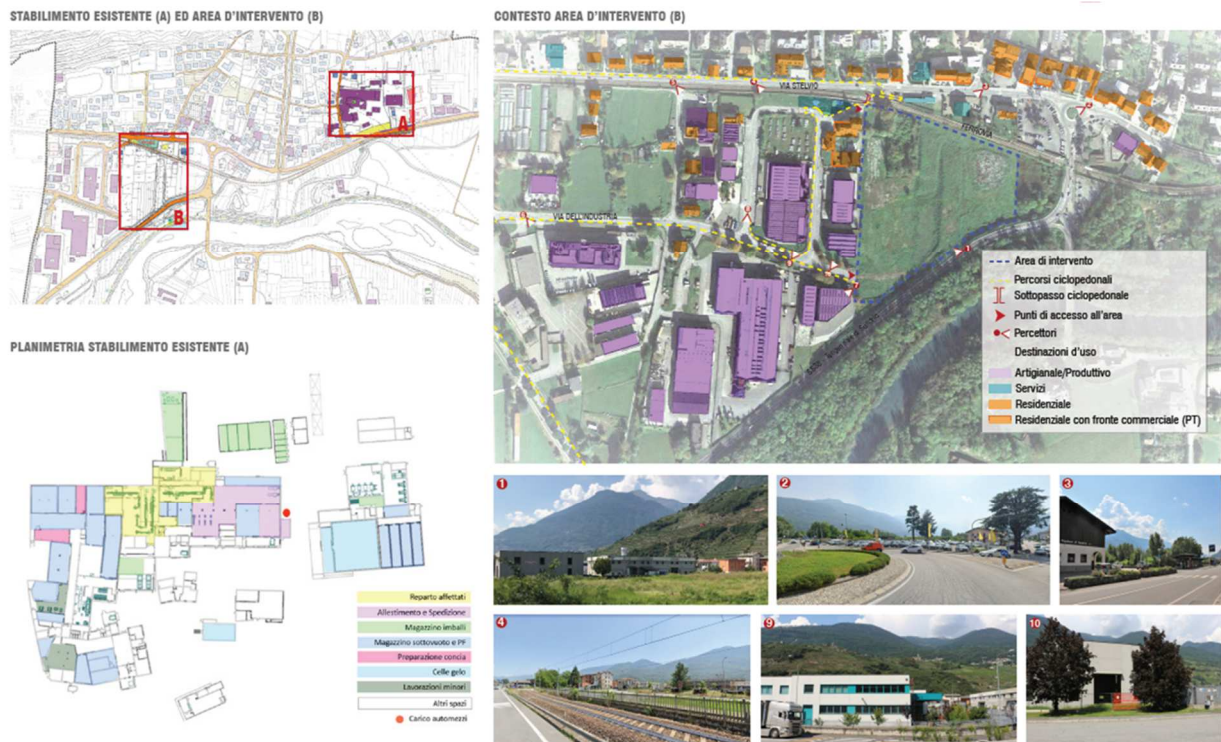 STABILIMENTO ESISTENTE (A) ED AREA D'INTERVENTO (B)
A
B
PLANIMETRIA STABILIMENTO ESISTENTE (A)
Reparto affettati
Allestimento e Spedizione
Magazzino imballi
Magazzino sottovuoto e PF
Preparazione concia
Celle gelo
Lavorazioni minori
Altri spazi
Carico automezzi
CONTESTO AREA D'INTERVENTO (B)
VIA STELVIO
FERROVIA
VIA DELL'INDUSTRIA
1
Area di intervento
Percorsi ciclopedonali
Sottopasso ciclopedonale
Punti di accesso all'area
Percettori
Destinazioni d'uso
Artigianale/Produttivo
Servizi
Residenziale
Residenziale con fronte commerciale (PT)
1
2
3
4
9
10